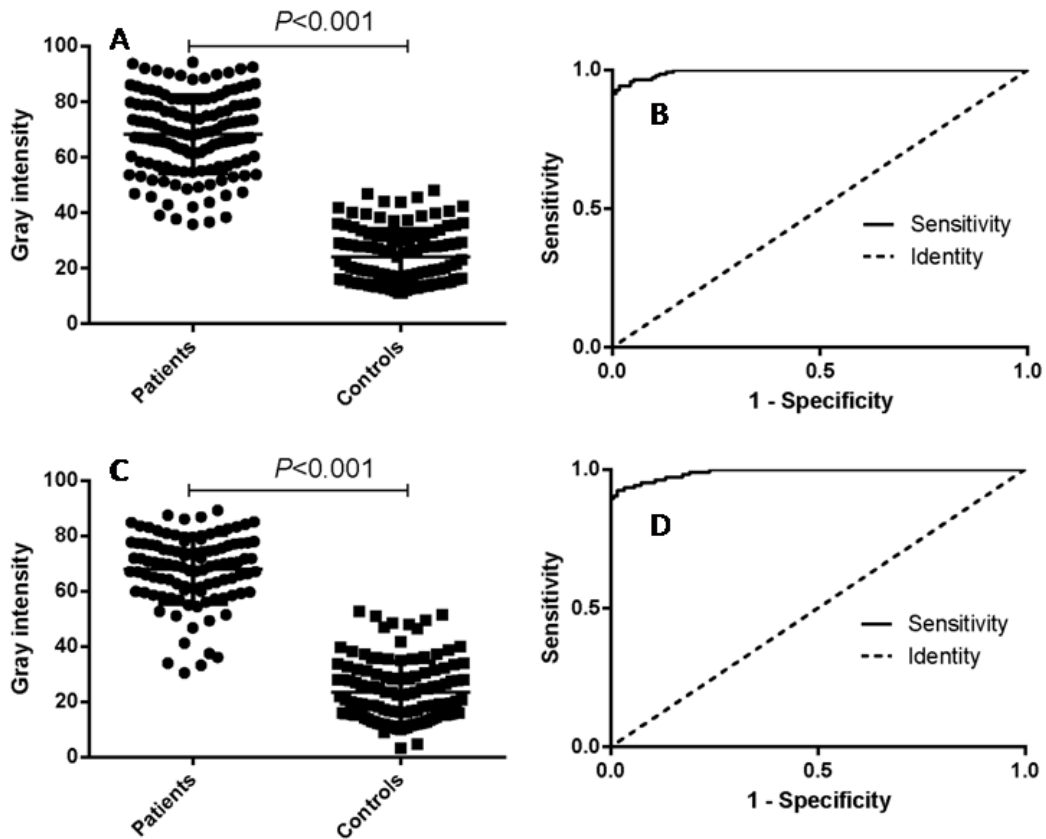 A
P<0.001
Gray intensity
100
80
60
40
20
0
Patients
Controls
B
Sensitivity
1.0
0.5
0.0
Sensitivity
Identity
0.0
0.5
1.0
1 - Specificity
C
P<0.001
Gray intensity
100
80
60
40
20
0
Patients
Controls
D
Sensitivity
1.0
0.5
0.0
Sensitivity
Identity
0.0
0.5
1.0
1 - Specificity